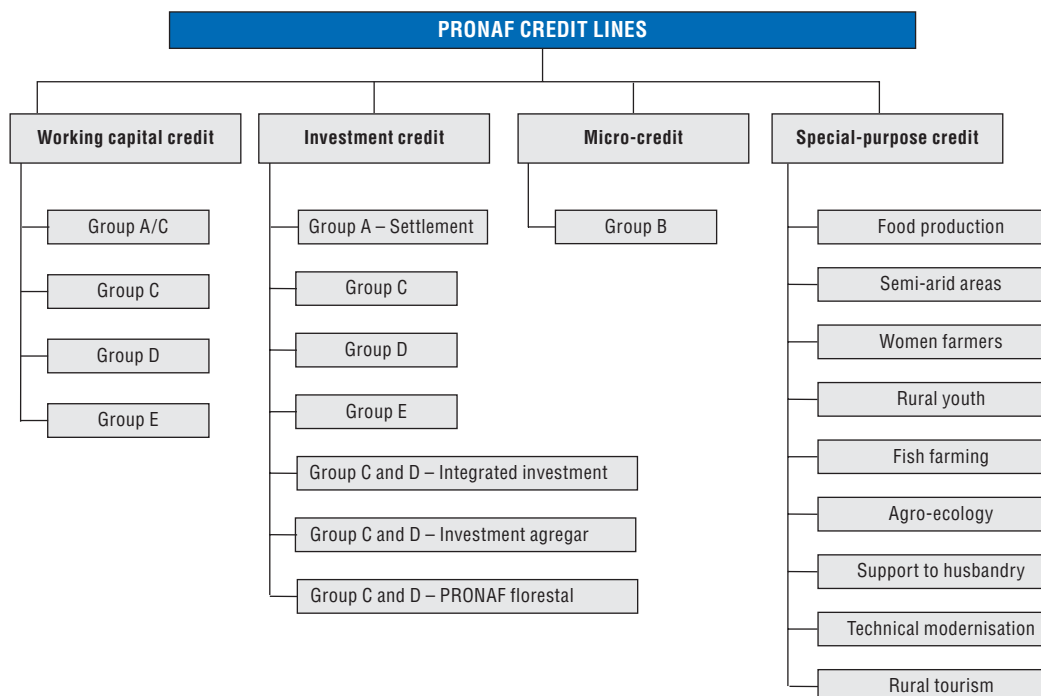 PRONAF CREDIT LINES
Working capital credit
Group A/C
Group C
Group D
Group E
Investment credit
Group A – Settlement
Group C
Group D
Group E
Group C and D – Integrated investment
Group C and D – Investment agregar
Group C and D – PRONAF florestal
Micro-credit
Group B
Special-purpose credit
Food production
Semi-arid areas
Women farmers
Rural youth
Fish farming
Agro-ecology
Support to husbandry
Technical modernisation
Rural tourism